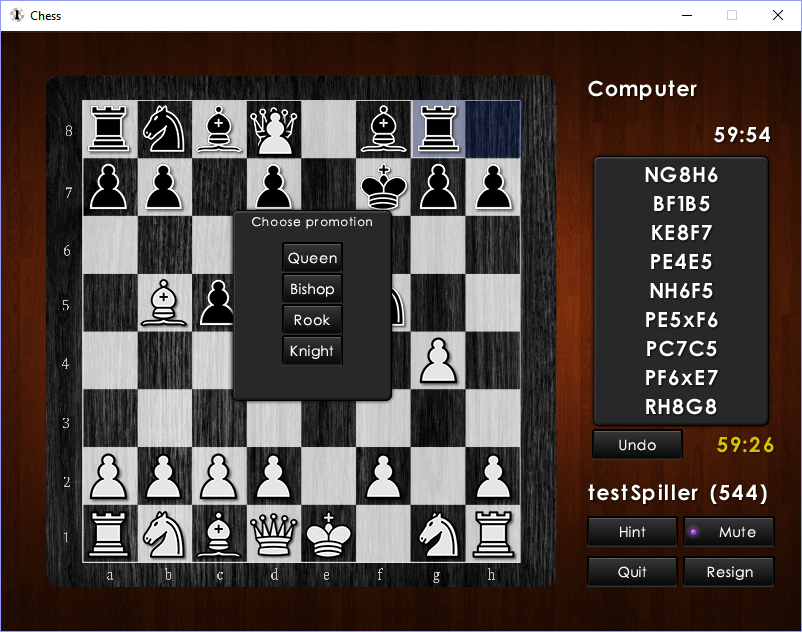 Chess
Computer
59:54
NG8H6
BF1B5
KE8F7
PE4E5
NH6F5
PE5xF6
PC7C5
PF6xE7
RH8G8
Undo
59:26
testSpiller (544)
Hint
Mute
Quit
Resign
Choose promotion
Queen
Bishop
Rook
Knight
8
7
6
5
4
3
2
1
a b c d e f g h